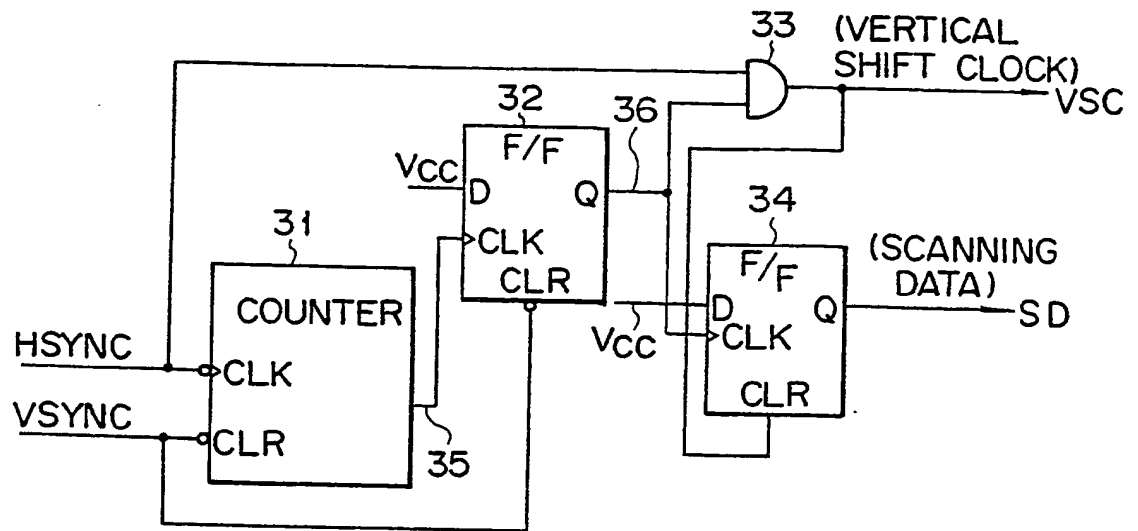 33
(VERTICAL
SHIFT CLOCK)
VSC
32
F/F
36
VCC
D
Q
CLK
CLR
31
COUNTER
34
F/F
(SCANNING
DATA)
D
Q
SD
VCC
CLK
CLR
HSYNC
CLK
VSYNC
CLR
35